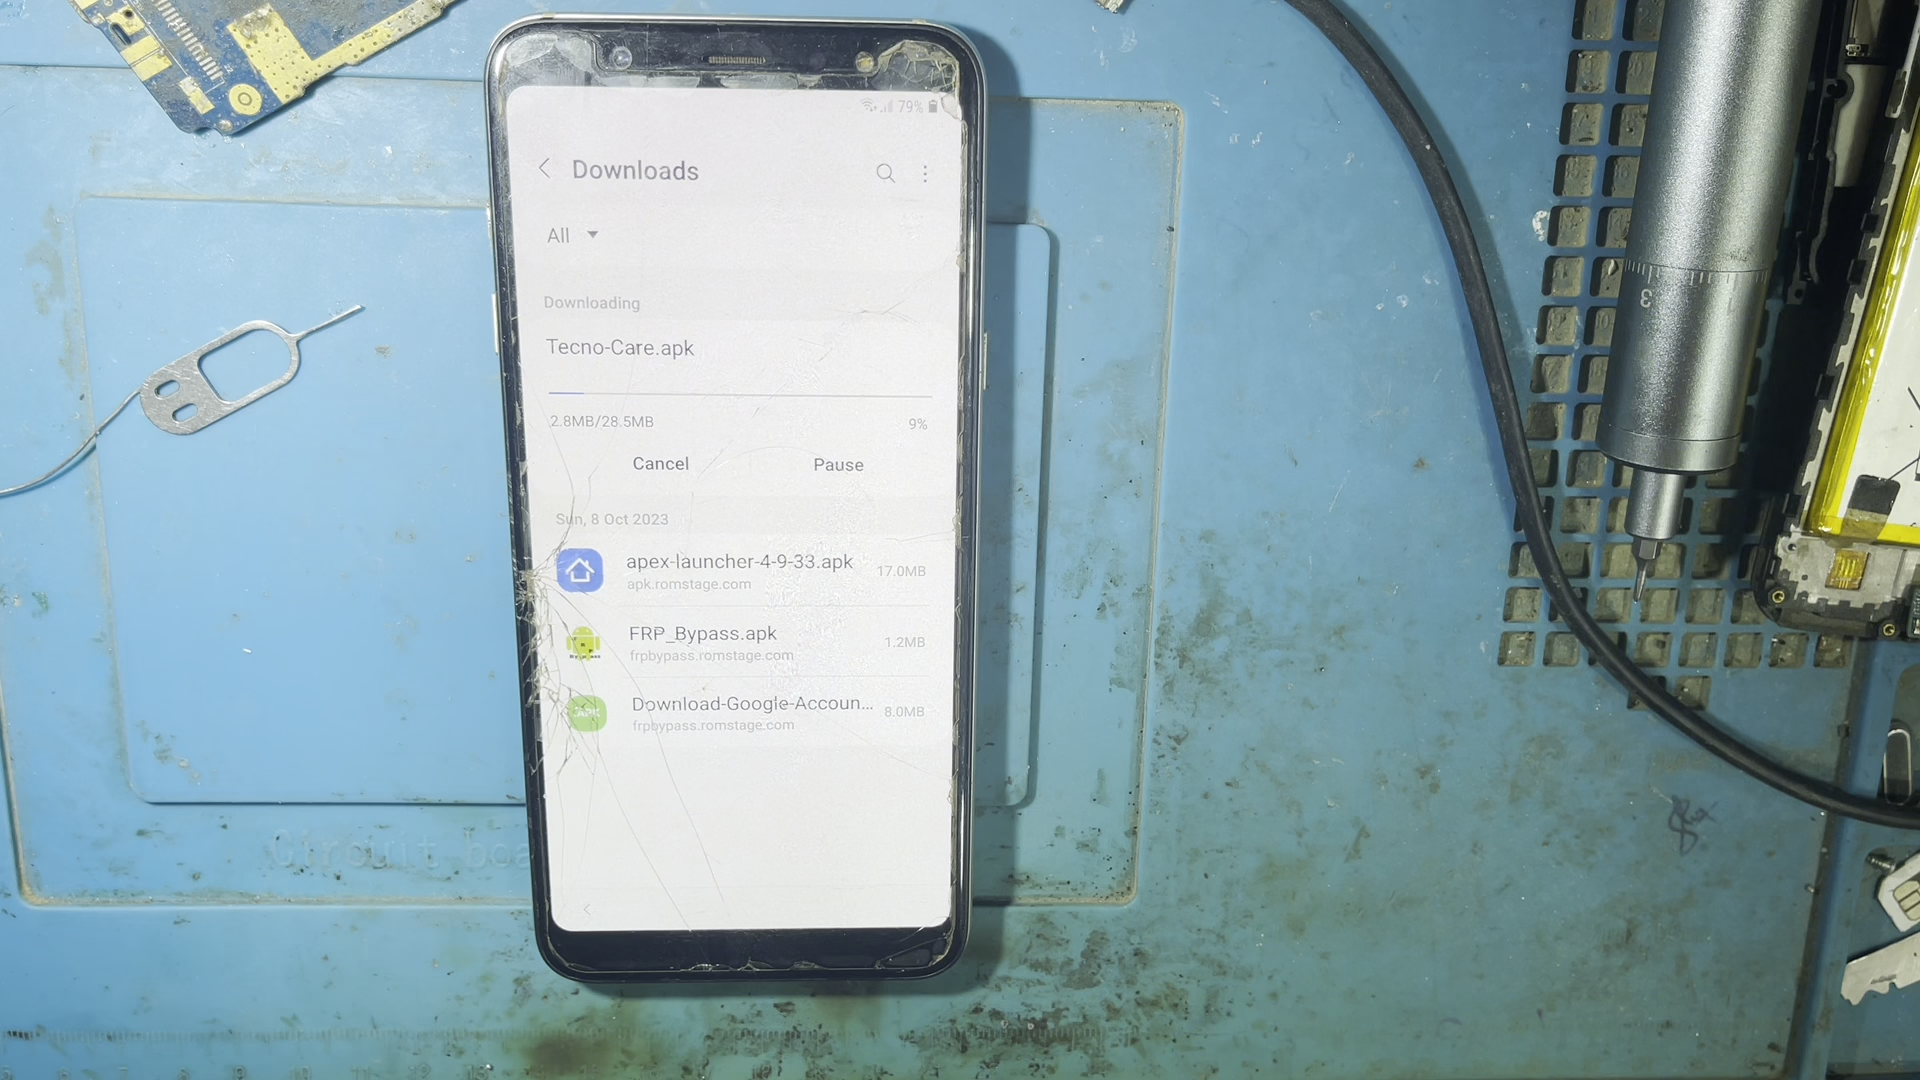 79%
Downloads
All
Downloading
Tecno-Care.apk
2.8MB/28.5MB
9%
Cancel
Pause
Sun, 8 Oct 2023
apex-launcher-4-9-33.apk
17.0MB
apk.romstage.com
FRP_Bypass.apk
1.2MB
frpbypass.romstage.com
Download-Google-Accoun...
8.0MB
frpbypass.romstage.com
3
Circuit